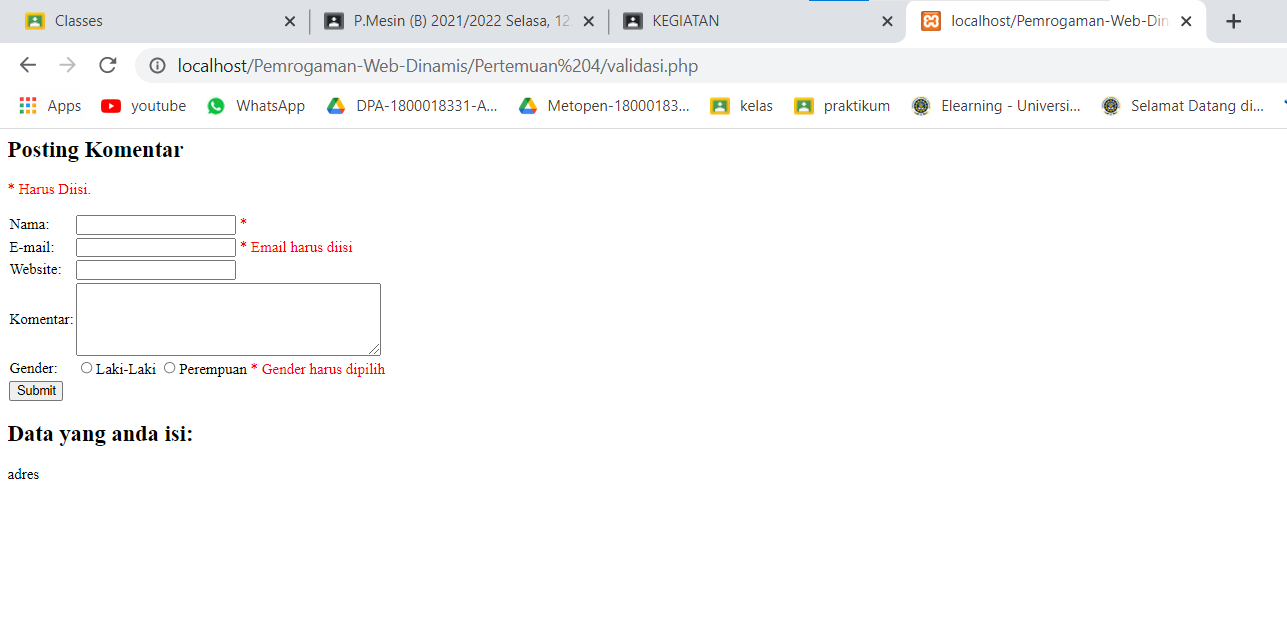 Classes
P.Mesin (B) 2021/2022 Selasa, 12
KEGIATAN
localhost/Pemrogaman-Web-Din
localhost/Pemrogaman-Web-Dinamis/Pertemuan%204/validasi.php
Apps youtube WhatsApp DPA-1800018331-A... Metopen-18000183... kelas praktikum Elearning - Universi... Selamat Datang di...
Posting Komentar
* Harus Diisi.
Nama: *
E-mail: * Email harus diisi
Website:
Komentar:
Gender: Laki-Laki Perempuan * Gender harus dipilih
Submit
Data yang anda isi:
adres